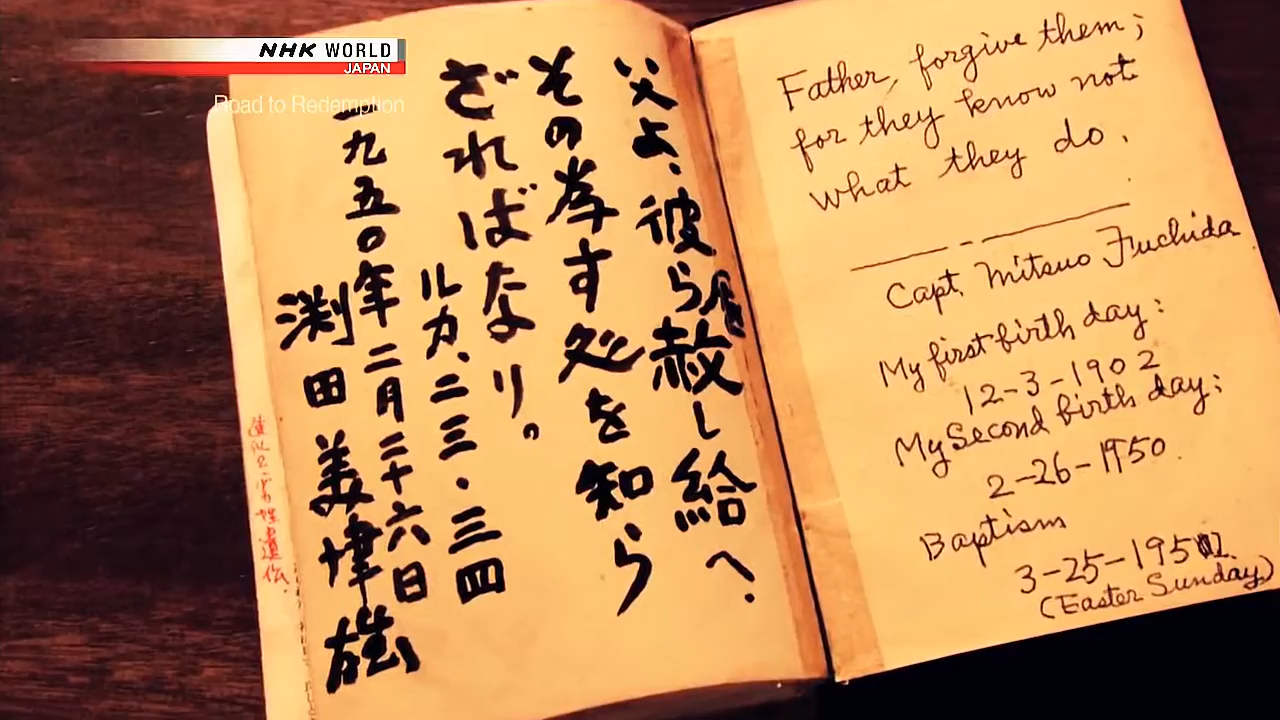 NHK WORLD
JAPAN
Road to Redemption
父よ、彼ら赦し給へ.
その為す処を知ら
ざればなり。
ルカ、二三・三四
一九五〇年二月二十六日
渕田美津雄
Father, forgive them;
for they know not
what they do.
Capt. Mitsuo Fuchida
My first birth day:
12-3-1902
My Second birth day;
2-26-1950.
Baptism
(Easter Sunday)